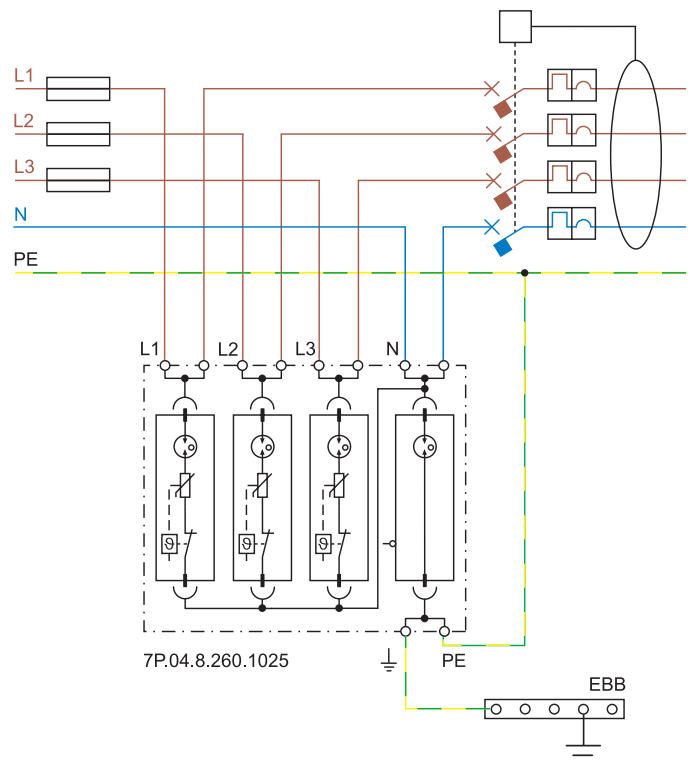 L1
L2
L3
N
PE
L1 L2 L3 N
ϑ ϑ ϑ
7P.04.8.260.1025 PE
EBB